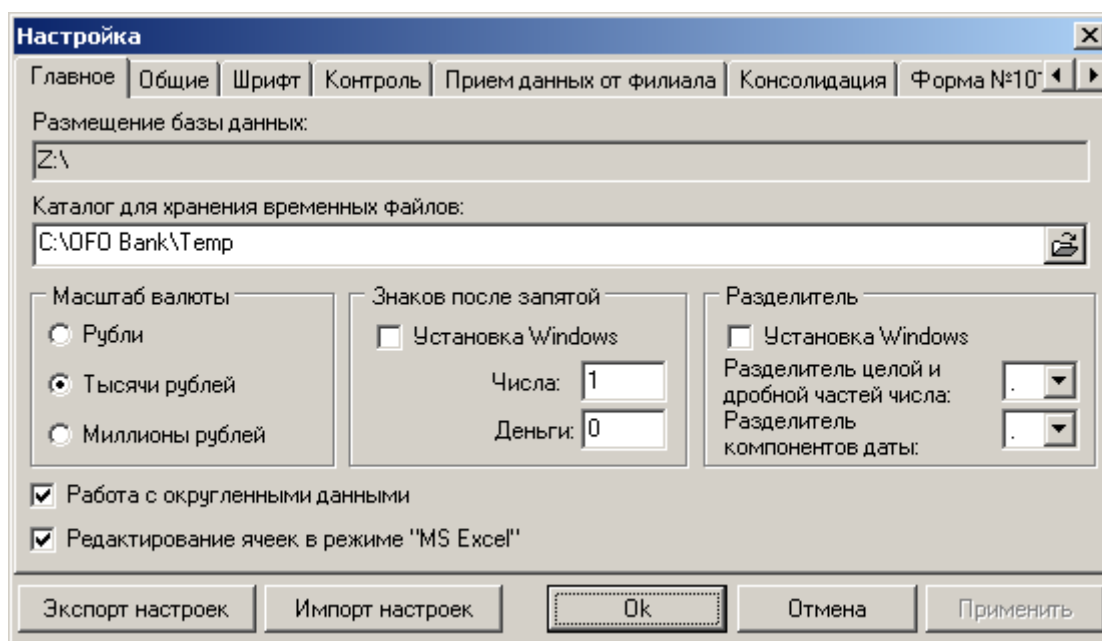 Настройка
Главное Общие Шрифт Контроль Прием данных от филиала Консолидация Форма №10
Размещение базы данных:
Z:\
Каталог для хранения временных файлов:
C:\OFO Bank\Temp
Масштаб валюты Знаков после запятой Разделитель
Рубли Установка Windows Установка Windows
Тысячи рублей Числа: 1 Разделитель целой и
дробной частей числа: .
Миллионы рублей Деньги: 0 Разделитель
компонентов даты: .
Работа с округленными данными
Редактирование ячеек в режиме "MS Excel"
Экспорт настроек Импорт настроек Ok Отмена Применить